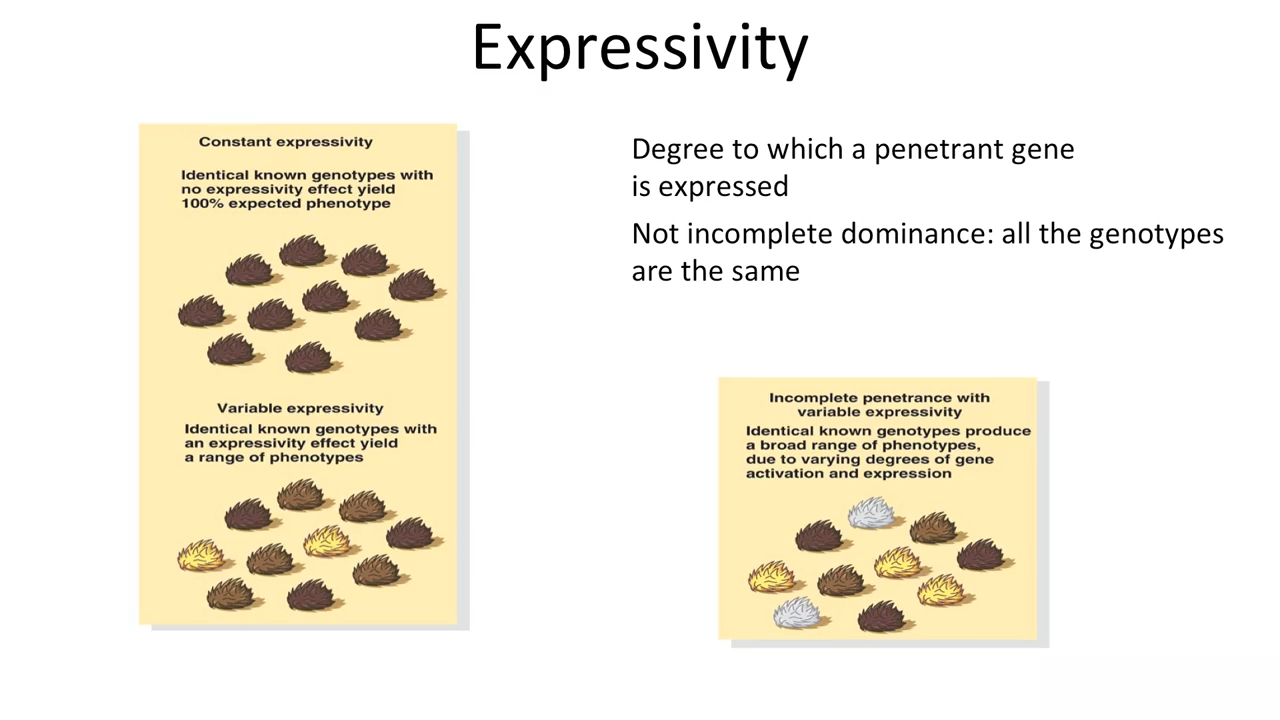 Expressivity
Constant expressivity
Identical known genotypes with
no expressivity effect yield
100% expected phenotype
Variable expressivity
Identical known genotypes with
an expressivity effect yield
a range of phenotypes
Degree to which a penetrant gene
is expressed
Not incomplete dominance: all the genotypes
are the same
Incomplete penetrance with
variable expressivity
Identical known genotypes produce
a broad range of phenotypes,
due to varying degrees of gene
activation and expression